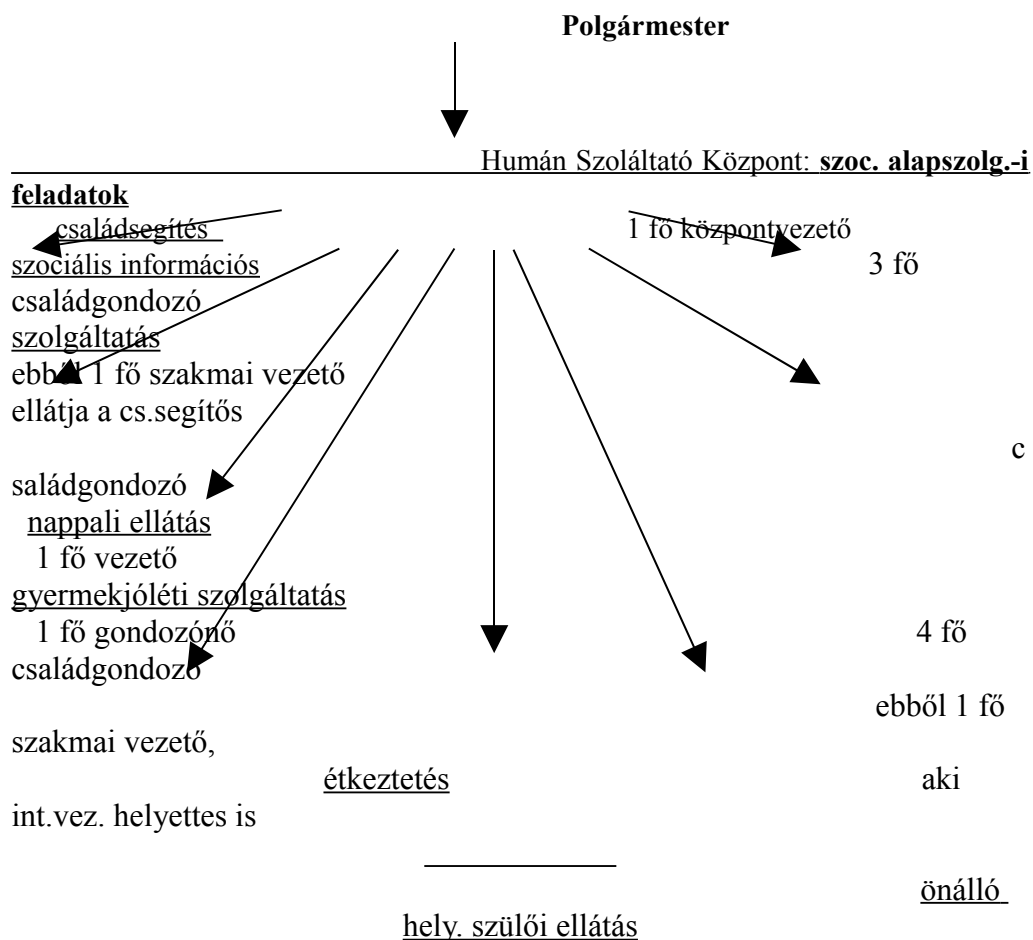 Polgármester
Humán Szoláltató Központ: szoc. alapszolg.-i
feladatok
családsegítés 1 fő központvezető
szociális információs 3 fő
családgondozó
szolgáltatás
ebből 1 fő szakmai vezető
ellátja a cs.segítős
c
saládgondozó
nappali ellátás
1 fő vezető
gyermekjóléti szolgáltatás
1 fő gondozónő 4 fő
családgondozó
ebből 1 fő
szakmai vezető,
étkeztetés aki
int.vez. helyettes is
önálló
hely. szülői ellátás